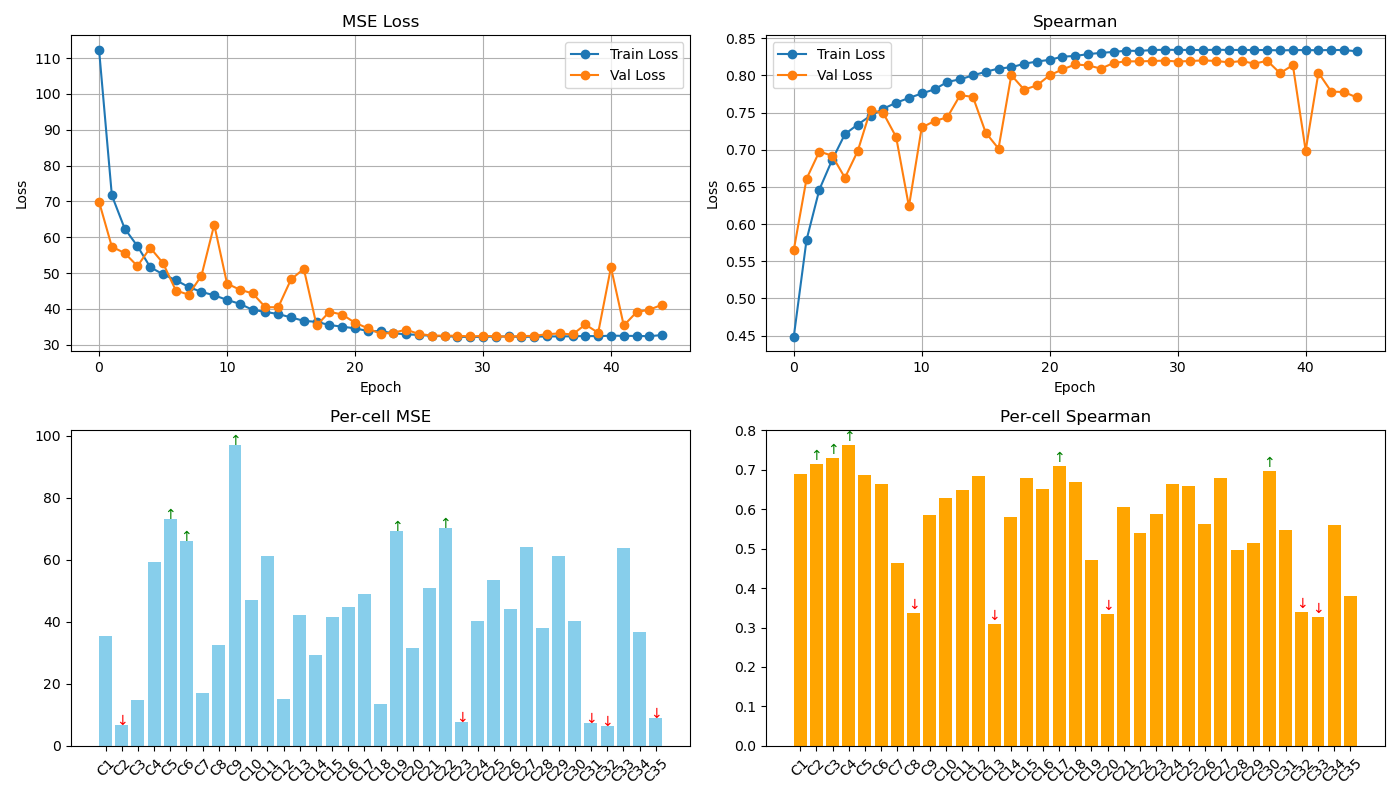 MSE Loss
Spearman
Train Loss
Val Loss
Train Loss
Val Loss
110
100
90
80
70
60
50
40
30
Loss
0 10 20 30 40
Epoch
0.85
0.80
0.75
0.70
0.65
0.60
0.55
0.50
0.45
Loss
0 10 20 30 40
Epoch
Per-cell MSE
Per-cell Spearman
100
80
60
40
20
0
↓ ↑ ↑ ↑ ↑ ↑ ↓ ↓ ↓ ↓
C1 C2 C3 C4 C5 C6 C7 C8 C9 C10 C11 C12 C13 C14 C15 C16 C17 C18 C19 C20 C21 C22 C23 C24 C25 C26 C27 C28 C29 C30 C31 C32 C33 C34 C35
0.8
0.7
0.6
0.5
0.4
0.3
0.2
0.1
0.0
↑ ↑ ↑ ↓ ↓ ↑ ↓ ↑ ↓ ↓
C1 C2 C3 C4 C5 C6 C7 C8 C9 C10 C11 C12 C13 C14 C15 C16 C17 C18 C19 C20 C21 C22 C23 C24 C25 C26 C27 C28 C29 C30 C31 C32 C33 C34 C35